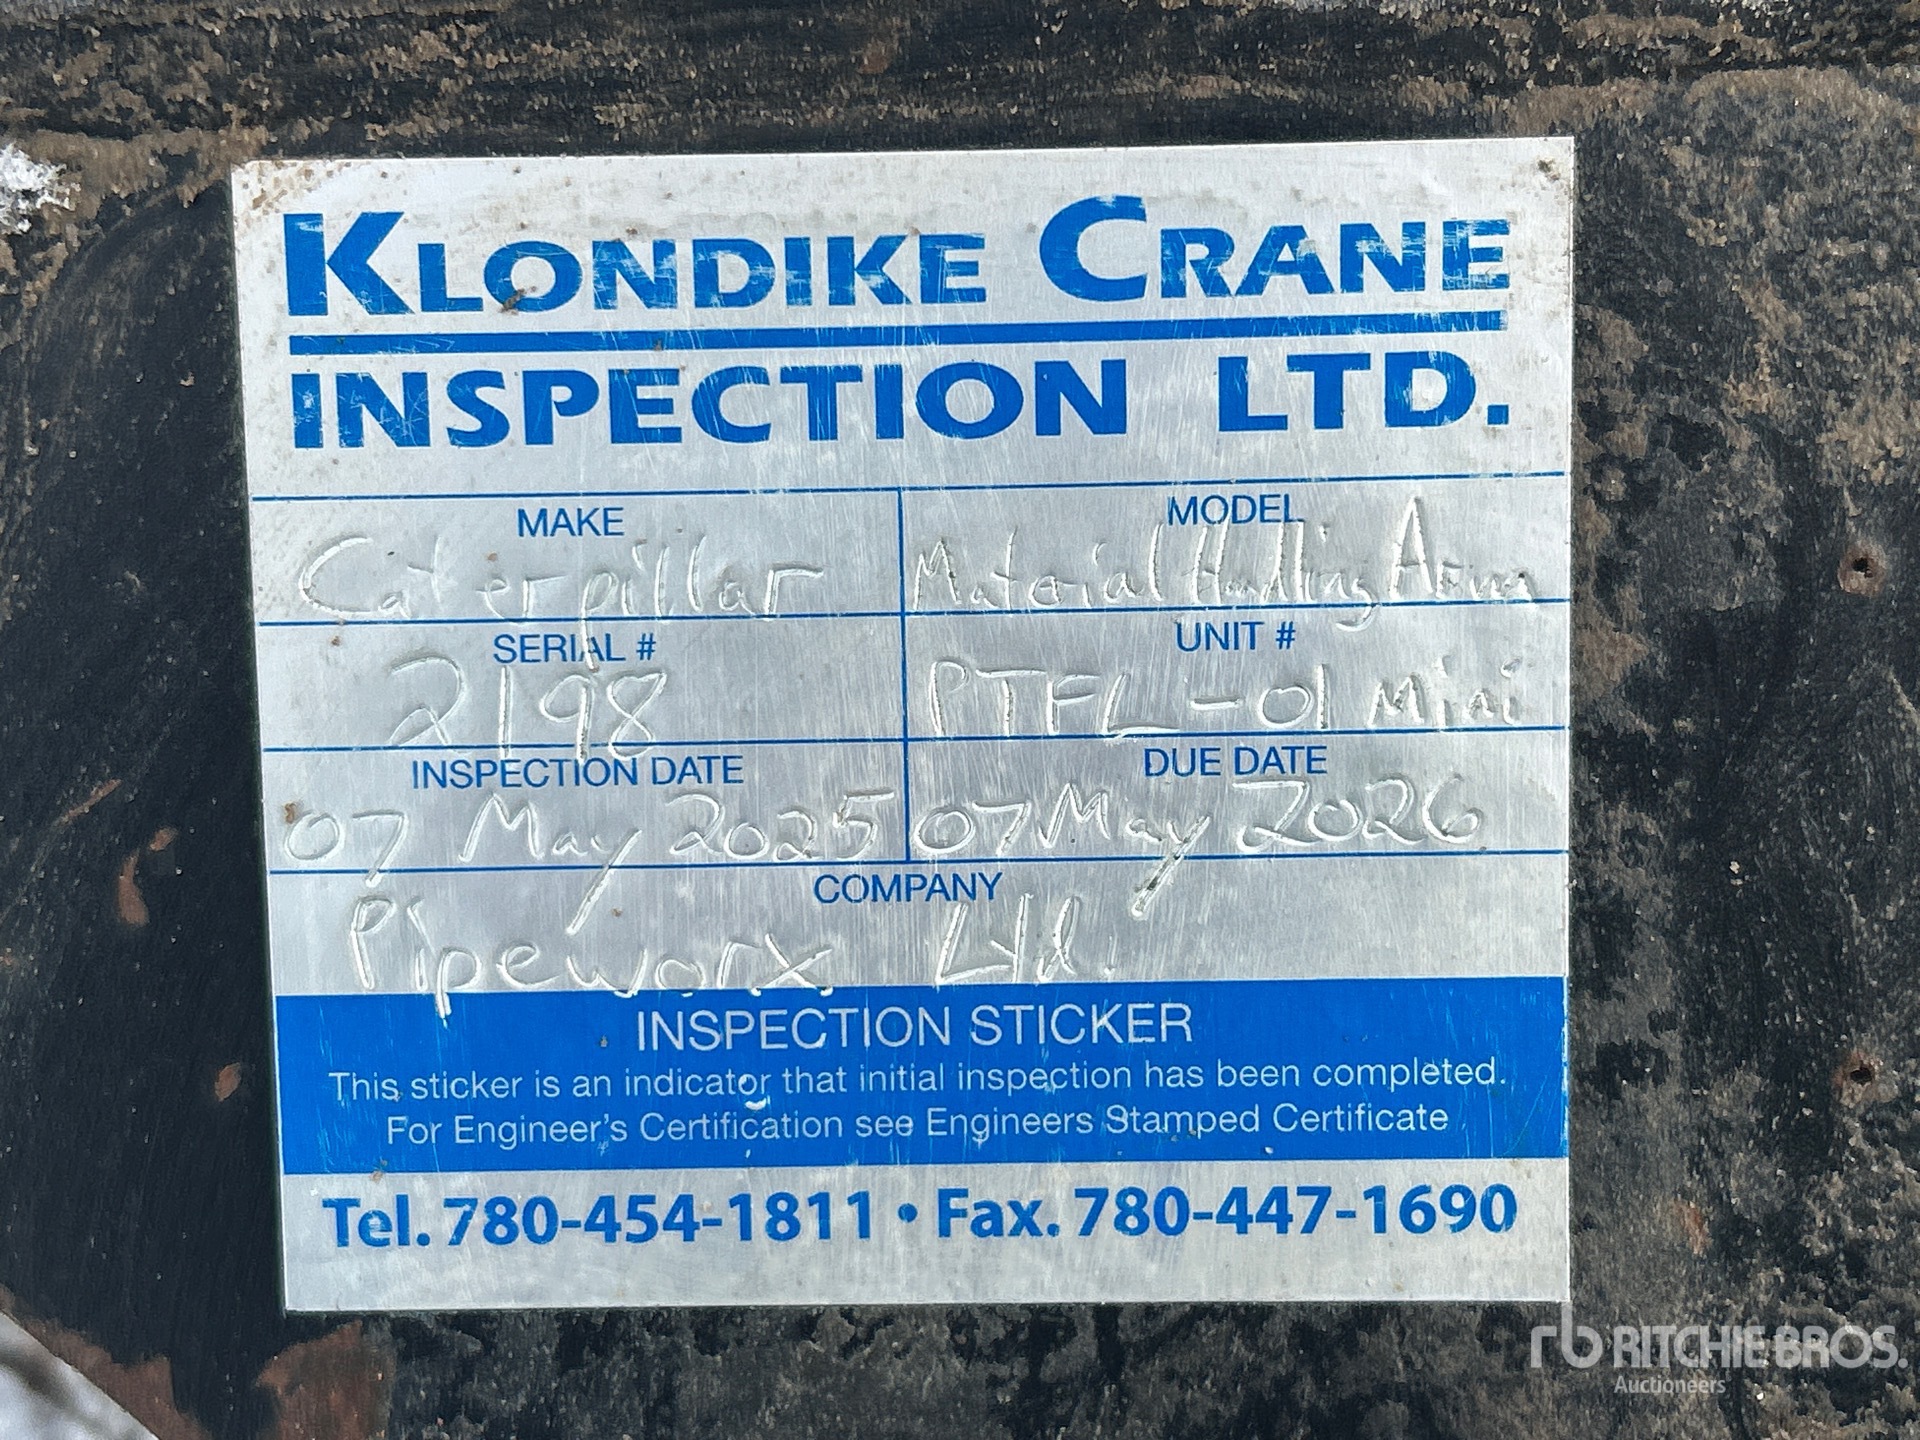 KLONDIKE CRANE
INSPECTION LTD.
MAKE
Caterpillar
MODEL
Material Handling Arm
SERIAL #
2198
UNIT #
PTFL-01 Mini
INSPECTION DATE
07 May 2025
DUE DATE
07 May 2026
COMPANY
Pipeworx Ltd.
INSPECTION STICKER
This sticker is an indicator that initial inspection has been completed.
For Engineer's Certification see Engineers Stamped Certificate
Tel. 780-454-1811 • Fax. 780-447-1690
rb RITCHIE BROS.
Auctioneers